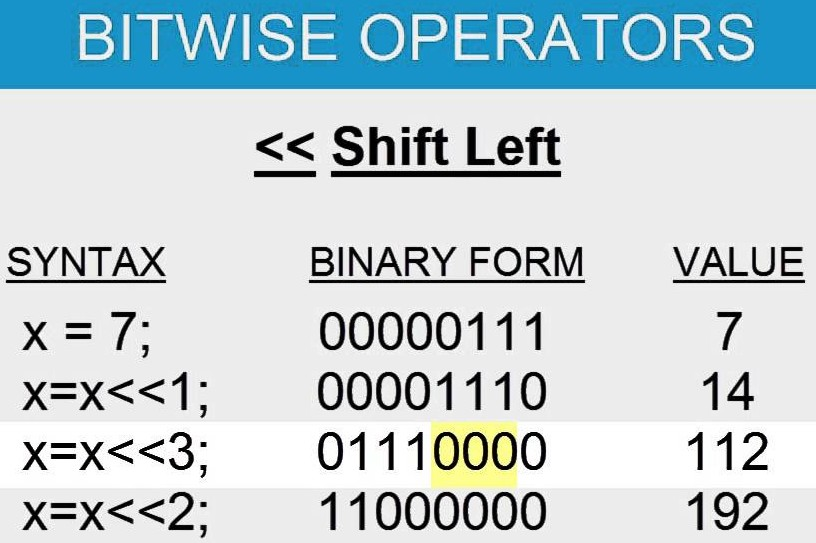 BITWISE OPERATORS
<< Shift Left
SYNTAX BINARY FORM VALUE
x = 7; 00000111 7
x=x<<1; 00001110 14
x=x<<3; 01110000 112
x=x<<2; 11000000 192